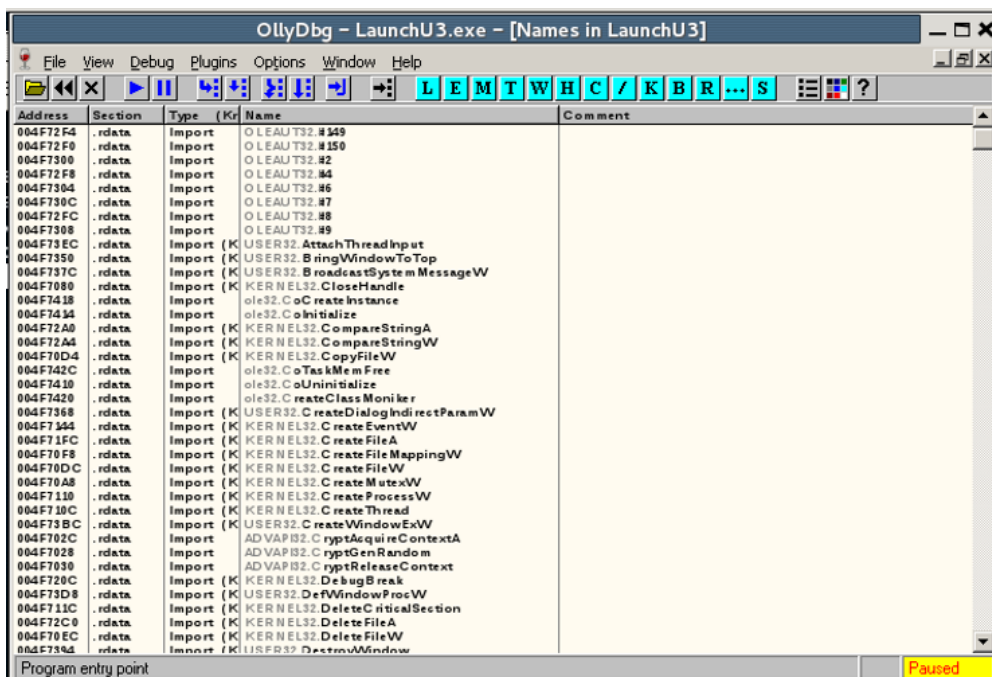 OllyDbg - LaunchU3.exe - [Names in LaunchU3]
File View Debug Plugins Options Window Help
L E M T W H C / K B R ... S ?
Address Section Type (Kr Name Comment
004F72F4 .rdata Import OLEAUT32.#149
004F72F0 .rdata Import OLEAUT32.#150
004F7300 .rdata Import OLEAUT32.#2
004F72F8 .rdata Import OLEAUT32.#4
004F7304 .rdata Import OLEAUT32.#6
004F730C .rdata Import OLEAUT32.#7
004F72FC .rdata Import OLEAUT32.#8
004F7308 .rdata Import OLEAUT32.#9
004F73EC .rdata Import (K USER32.AttachThreadInput
004F7350 .rdata Import (K USER32.BringWindowToTop
004F737C .rdata Import (K USER32.BroadcastSystemMessageW
004F7080 .rdata Import (K KERNEL32.CloseHandle
004F7418 .rdata Import ole32.CoCreateInstance
004F7414 .rdata Import ole32.CoInitialize
004F72A0 .rdata Import (K KERNEL32.CompareStringA
004F72A4 .rdata Import (K KERNEL32.CompareStringW
004F70D4 .rdata Import (K KERNEL32.CopyFileW
004F742C .rdata Import ole32.CoTaskMemFree
004F7410 .rdata Import ole32.CoUninitialize
004F7420 .rdata Import ole32.CreateClassMoniker
004F7368 .rdata Import (K USER32.CreateDialogIndirectParamW
004F7144 .rdata Import (K KERNEL32.CreateEventW
004F71FC .rdata Import (K KERNEL32.CreateFileA
004F70F8 .rdata Import (K KERNEL32.CreateFileMappingW
004F70DC .rdata Import (K KERNEL32.CreateFileW
004F70A8 .rdata Import (K KERNEL32.CreateMutexW
004F7110 .rdata Import (K KERNEL32.CreateProcessW
004F710C .rdata Import (K KERNEL32.CreateThread
004F73BC .rdata Import (K USER32.CreateWindowExW
004F702C .rdata Import ADVAPI32.CryptAcquireContextA
004F7028 .rdata Import ADVAPI32.CryptGenRandom
004F7030 .rdata Import ADVAPI32.CryptReleaseContext
004F720C .rdata Import (K KERNEL32.DebugBreak
004F73D8 .rdata Import (K USER32.DefWindowProcW
004F711C .rdata Import (K KERNEL32.DeleteCriticalSection
004F72C0 .rdata Import (K KERNEL32.DeleteFileA
004F70EC .rdata Import (K KERNEL32.DeleteFileW
004F7394 .rdata Import (K USER32.DestroyWindow
Program entry point Paused